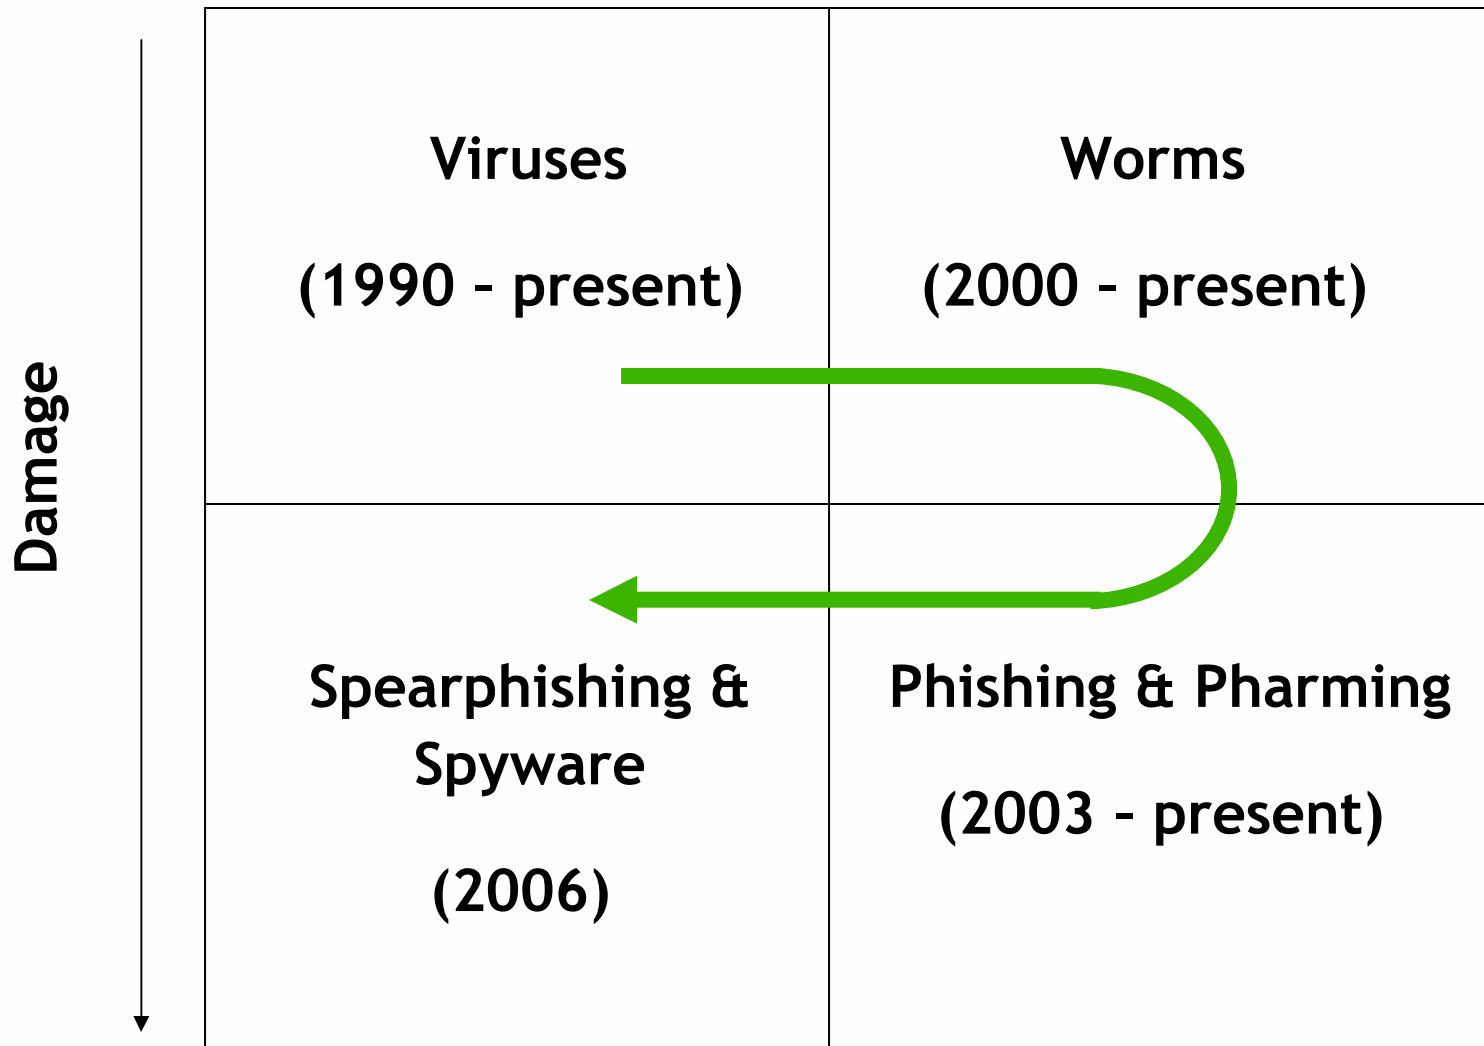 Damage
Viruses
(1990 – present)
Worms
(2000 – present)
Spearphishing &
Spyware
(2006)
Phishing & Pharming
(2003 – present)